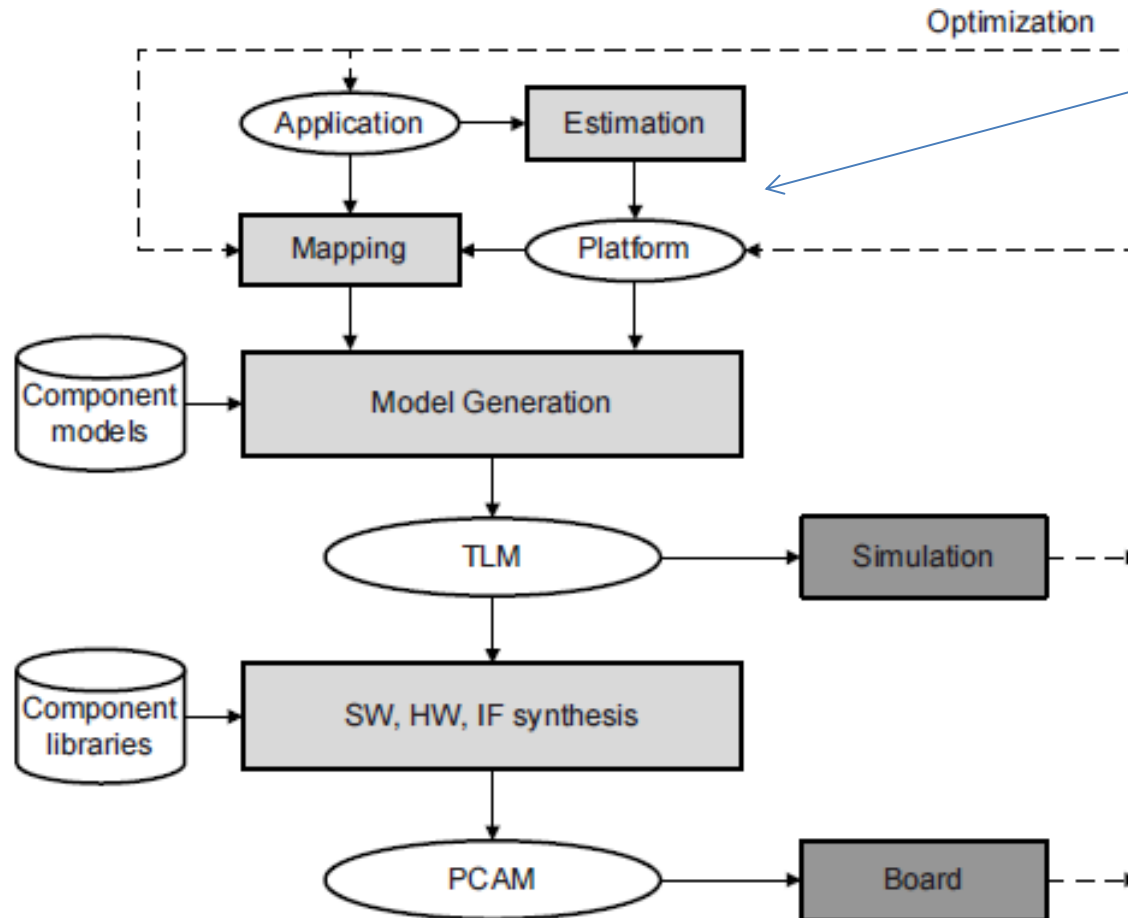 Optimization
Application
Estimation
Mapping
Platform
Component
models
Model Generation
TLM
Simulation
Component
libraries
SW, HW, IF synthesis
PCAM
Board